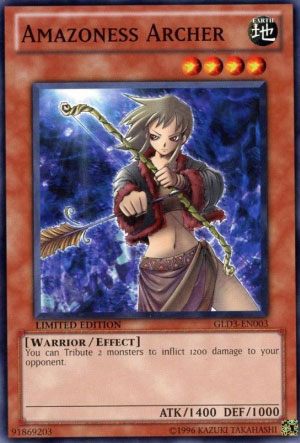 AMAZONESS ARCHER
EARTH
地
LIMITED EDITION GLD3-EN003
[WARRIOR / EFFECT]
You can Tribute 2 monsters to inflict 1200 damage to your
opponent.
ATK/1400 DEF/1000
91869203 ©1996 KAZUKI TAKAHASHI